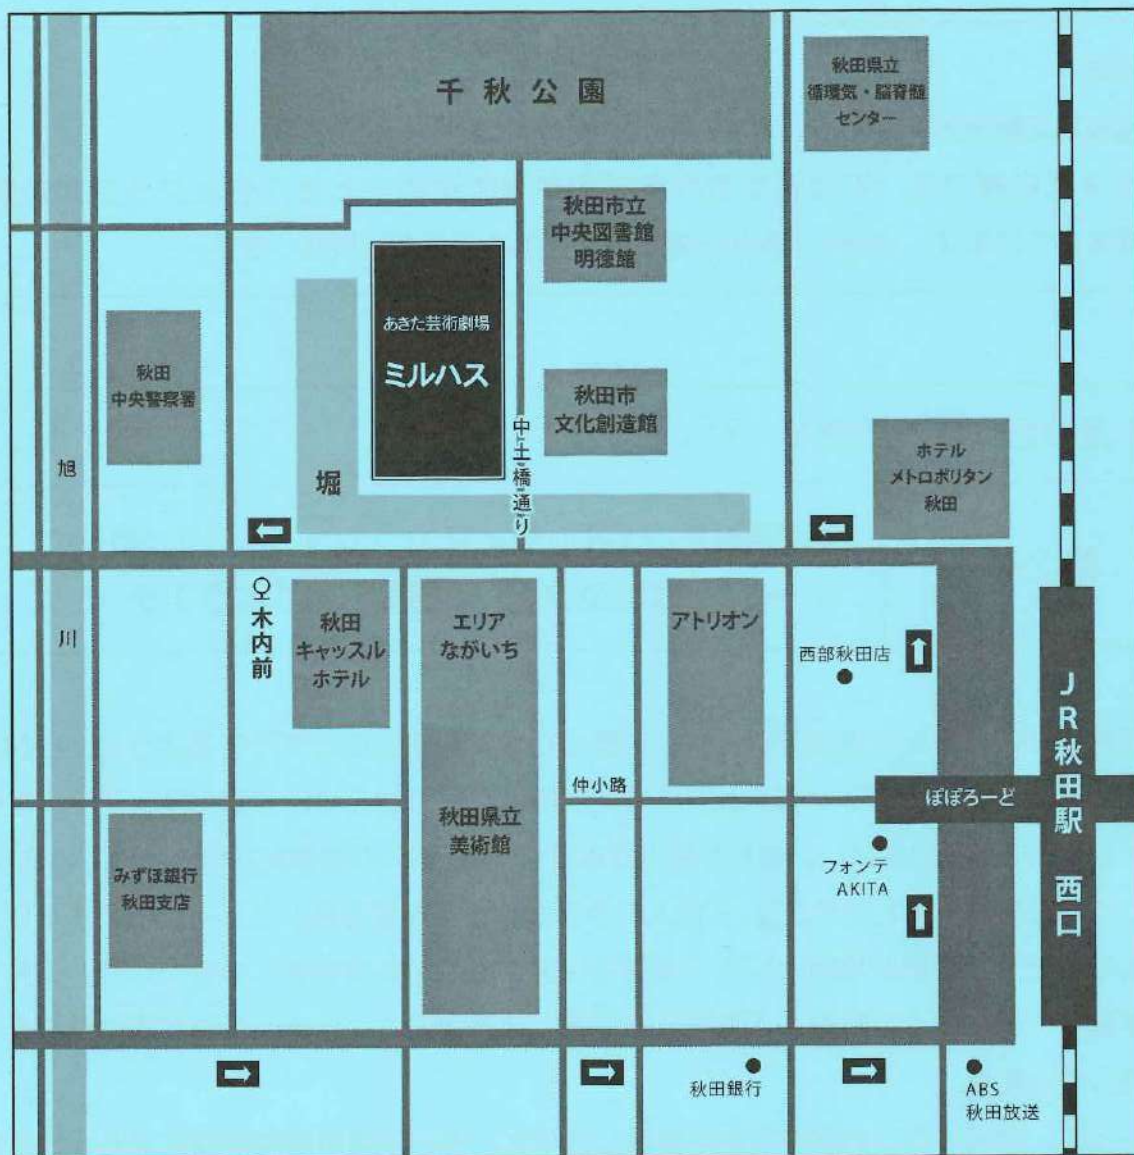 千秋公園
秋田県立
循環気・脳脊髄
センター
秋田市立
中央図書館
明徳館
あきた芸術劇場
ミルハス
秋田
中央警察署
秋田市
文化創造館
中土橋通り
堀
ホテル
メトロポリタン
秋田
旭
川
木内前
秋田
キャッスル
ホテル
エリア
ながいち
アトリオン
西部秋田店
JR秋田駅 西口
仲小路
ぽぽろーど
秋田県立
美術館
フォンテ
AKITA
みずほ銀行
秋田支店
秋田銀行
ABS
秋田放送